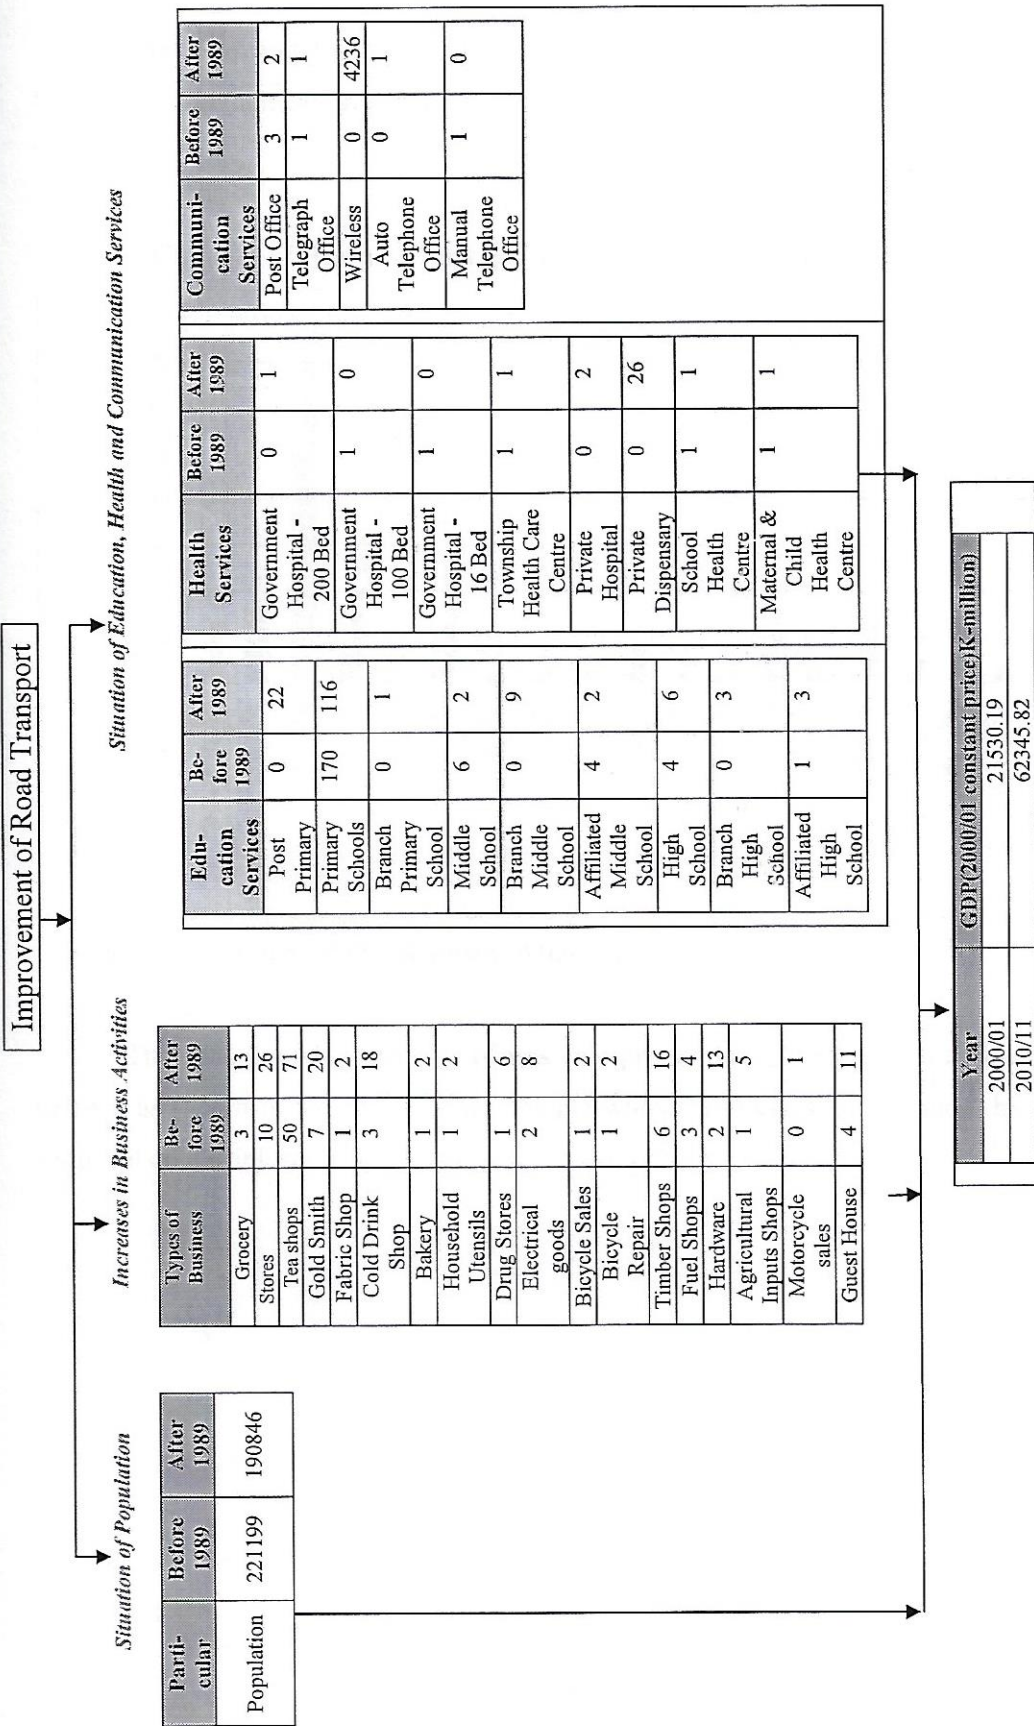 Improvement of Road Transport
Situation of Population
Parti-
cular
Before
1989
After
1989
Population 221199 190846
Increases in Business Activities
Types of
Business
Be-
fore
1989
After
1989
Grocery 3 13
Stores 10 26
Tea shops 50 71
Gold Smith 7 20
Fabric Shop 1 2
Cold Drink
Shop
3 18
Bakery 1 2
Household
Utensils
1 2
Drug Stores 1 6
Electrical
goods
2 8
Bicycle Sales 1 2
Bicycle
Repair
1 2
Timber Shops 6 16
Fuel Shops 3 4
Hardware 2 13
Agricultural
Inputs Shops
1 5
Motorcycle
sales
0 1
Guest House 4 11
Situation of Education, Health and Communication Services
Edu-
cation
Services
Be-
fore
1989
After
1989
Post
Primary
0 22
Primary
Schools
170 116
Branch
Primary
School
0 1
Middle
School
6 2
Branch
Middle
School
0 9
Affiliated
Middle
School
4 2
High
School
4 6
Branch
High
School
0 3
Affiliated
High
School
1 3
Health
Services
Before
1989
After
1989
Government
Hospital -
200 Bed
0 1
Government
Hospital -
100 Bed
1 0
Government
Hospital -
16 Bed
1 0
Township
Health Care
Centre
1 1
Private
Hospital
0 2
Private
Dispensary
0 26
School
Health
Centre
1 1
Maternal &
Child
Health
Centre
1 1
Communi-
cation
Services
Before
1989
After
1989
Post Office 3 2
Telegraph
Office
1 1
Wireless 0 4236
Auto
Telephone
Office
0 1
Manual
Telephone
Office
1 0
Year GDP(2000/01 constant price)K-million)
2000/01 21530.19
2010/11 62345.82